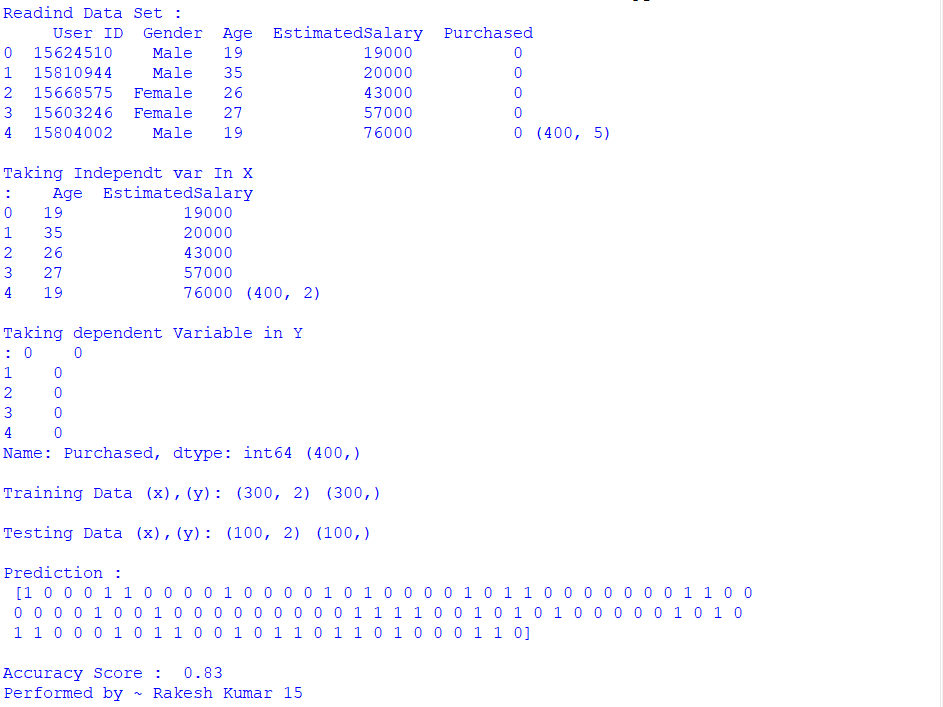 Readind Data Set :
User ID Gender Age EstimatedSalary Purchased
0 15624510 Male 19 19000 0
1 15810944 Male 35 20000 0
2 15668575 Female 26 43000 0
3 15603246 Female 27 57000 0
4 15804002 Male 19 76000 0 (400, 5)
Taking Independt var In X
: Age EstimatedSalary
0 19 19000
1 35 20000
2 26 43000
3 27 57000
4 19 76000 (400, 2)
Taking dependent Variable in Y
: 0 0
1 0
2 0
3 0
4 0
Name: Purchased, dtype: int64 (400,)
Training Data (x),(y): (300, 2) (300,)
Testing Data (x),(y): (100, 2) (100,)
Prediction :
[1 0 0 0 1 1 0 0 0 0 1 0 0 0 0 1 0 1 0 0 0 0 1 0 1 1 0 0 0 0 0 0 0 1 1 0 0
0 0 0 0 1 0 0 1 0 0 0 0 0 0 0 0 0 1 1 1 1 0 0 1 0 1 0 1 0 0 0 0 0 1 0 1 0
1 1 0 0 0 1 0 1 1 0 0 1 0 1 1 0 1 1 0 1 0 0 0 1 1 0]
Accuracy Score : 0.83
Performed by ~ Rakesh Kumar 15